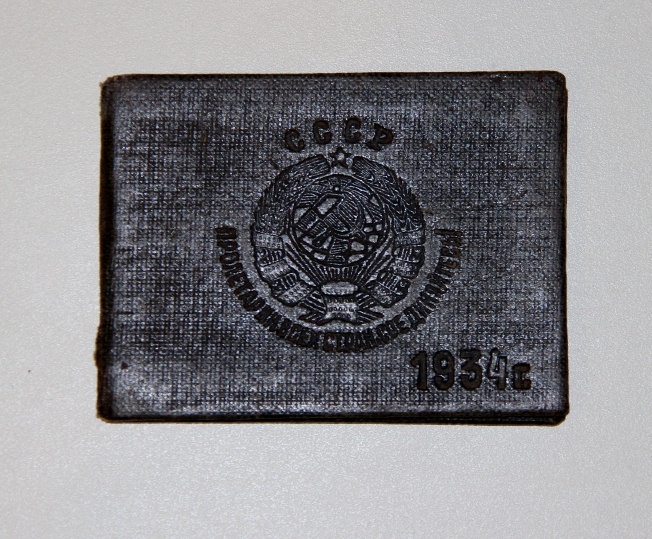 СССР
ПРОЛЕТАРИИ ВСЕХ СТРАН СОЕДИНЯЙТЕСЬ!
1934г.